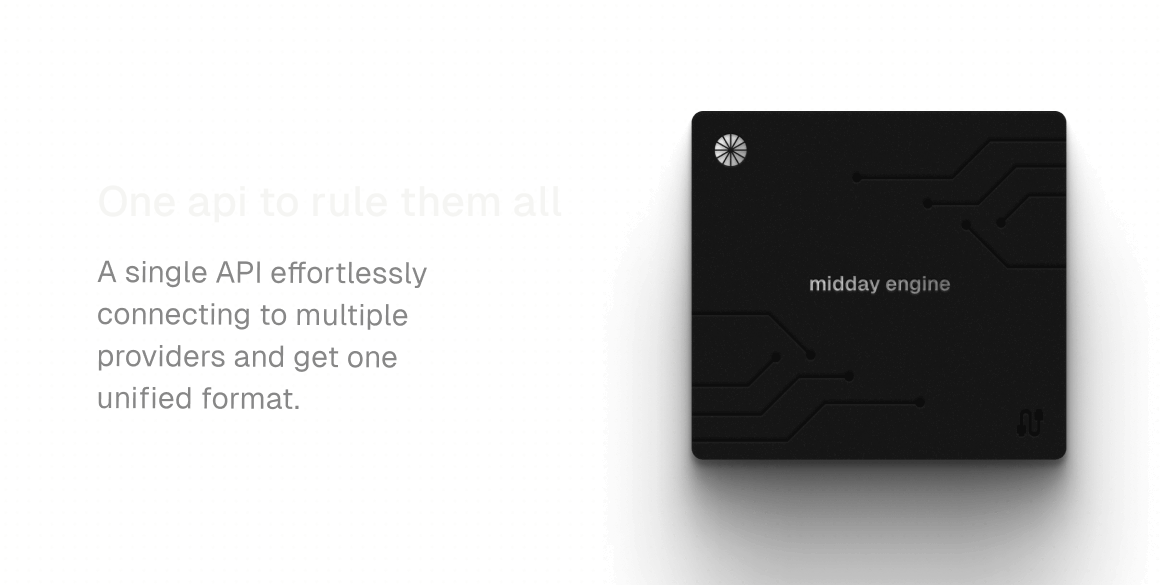 One api to rule them all
A single API effortlessly
connecting to multiple
providers and get one
unified format.
midday engine